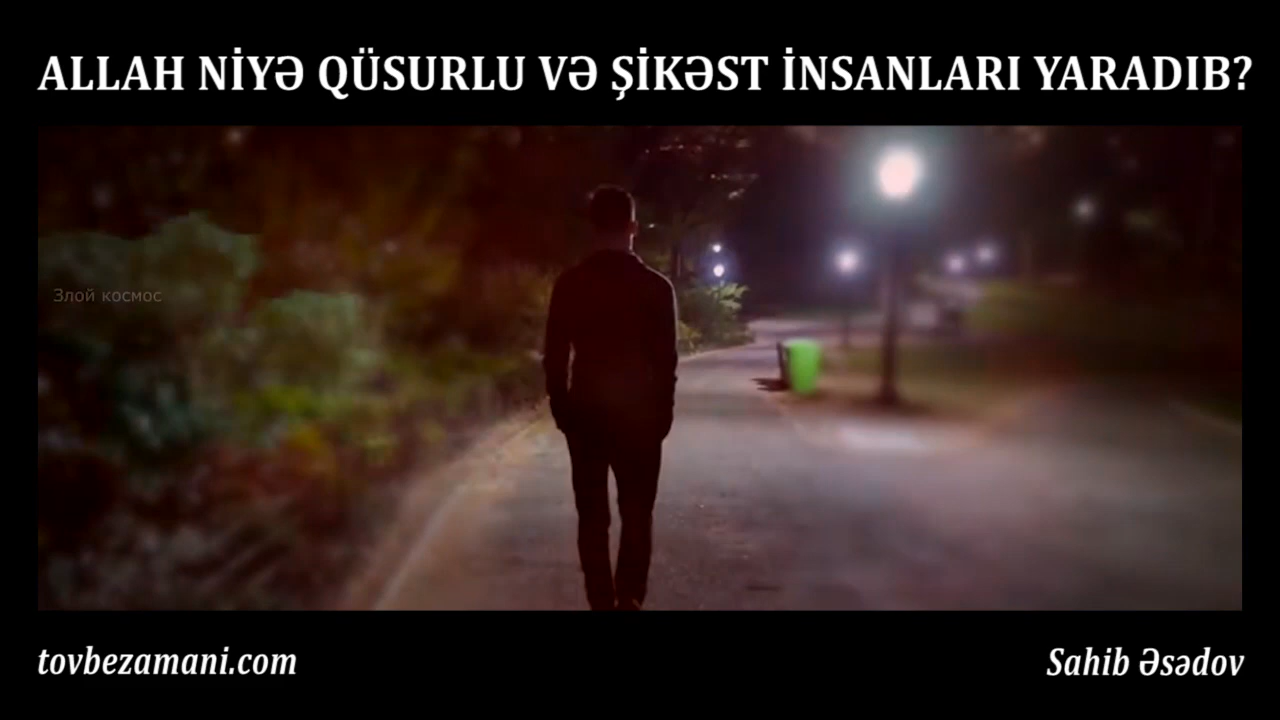 ALLAH NİYƏ QÜSURLU VƏ ŞİKƏST İNSANLARI YARADIB?
Злой космос
tovbezamani.com
Sahib Əsədov